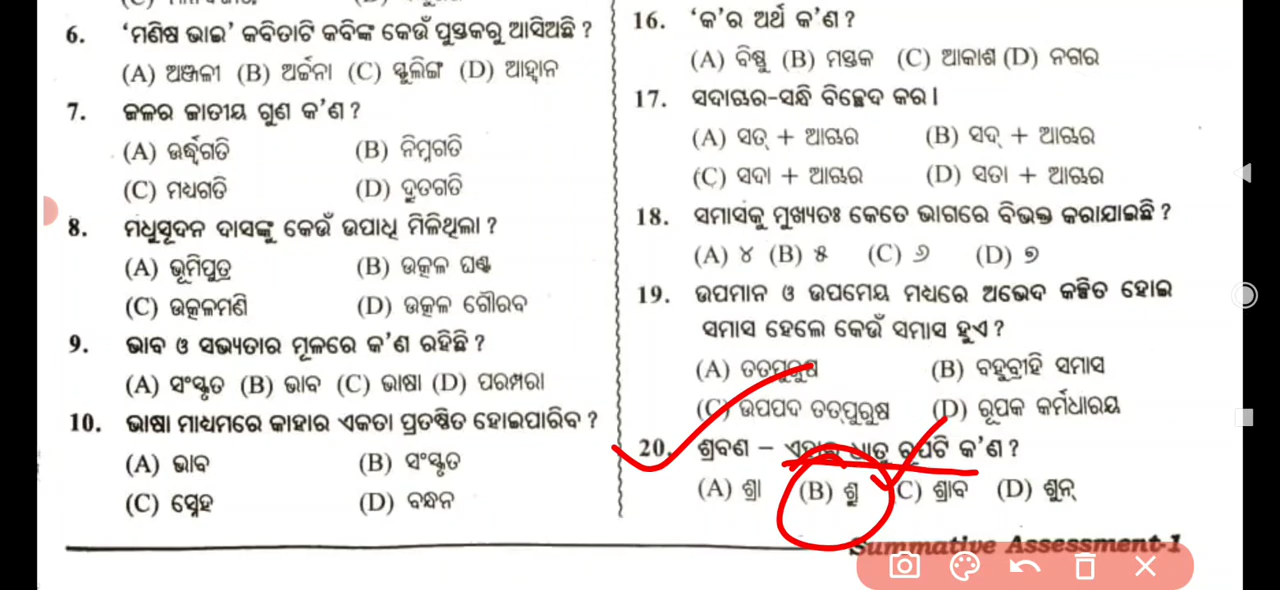 6. ‘ମଣିଷ ଭାଇ’ କବିତାଟି କବିଙ୍କ କେଉଁ ପୁସ୍ତକରୁ ଆସିଅଛି ?
(A) ଅଞ୍ଜଳୀ (B) ଅର୍ଚ୍ଚନା (C) ସ୍ଫୁଲିଙ୍ଗ (D) ଆହ୍ୱାନ
7. ଜଳର ଜାତୀୟ ଗୁଣ କ’ଣ ?
(A) ଊର୍ଦ୍ଧ୍ୱଗତି (B) ନିମ୍ନଗତି
(C) ମଧ୍ୟଗତି (D) ଦ୍ରୁତଗତି
8. ମଧୁସୂଦନ ଦାସଙ୍କୁ କେଉଁ ଉପାଧି ମିଳିଥିଲା ?
(A) ଭୂମିପୁତ୍ର (B) ଉତ୍କଳ ଘଣ୍ଟ
(C) ଉତ୍କଳମଣି (D) ଉତ୍କଳ ଗୌରବ
9. ଭାବ ଓ ସଭ୍ୟତାର ମୂଳରେ କ’ଣ ରହିଛି ?
(A) ସଂସ୍କୃତ (B) ଭାବ (C) ଭାଷା (D) ପରମ୍ପରା
10. ଭାଷା ମାଧ୍ୟମରେ କାହାର ଏକତା ପ୍ରତଷ୍ଠିତ ହୋଇପାରିବ ?
(A) ଭାବ (B) ସଂସ୍କୃତ
(C) ସ୍ନେହ (D) ବନ୍ଧନ
16. ‘କ’ର ଅର୍ଥ କ’ଣ ?
(A) ବିଷ୍ଣୁ (B) ମସ୍ତକ (C) ଆକାଶ (D) ନଗର
17. ସଦାଚାର-ସନ୍ଧି ବିଚ୍ଛେଦ କର।
(A) ସତ୍ + ଆଚାର (B) ସଦ୍ + ଆଚାର
(C) ସଦା + ଆଚାର (D) ସତା + ଆଚାର
18. ସମାସକୁ ମୁଖ୍ୟତଃ କେତେ ଭାଗରେ ବିଭକ୍ତ କରାଯାଇଛି ?
(A) ୪ (B) ୫ (C) ୬ (D) ୭
19. ଉପମାନ ଓ ଉପମେୟ ମଧ୍ୟରେ ଅଭେଦ କଳ୍ପିତ ହୋଇ
ସମାସ ହେଲେ କେଉଁ ସମାସ ହୁଏ ?
(A) ତତପୁରୁଷ (B) ବହୁବ୍ରୀହି ସମାସ
(C) ଉପପଦ ତତ୍‌ପୁରୁଷ (D) ରୂପକ କର୍ମଧାରୟ
20. ଶ୍ରବଣ – ଏହାର ଧାତୁ ରୂପଟି କ’ଣ ?
(A) ଶ୍ରା (B) ଶ୍ରୁ (C) ଶ୍ରାବ (D) ଶୁନ୍
Summative Assessment-1